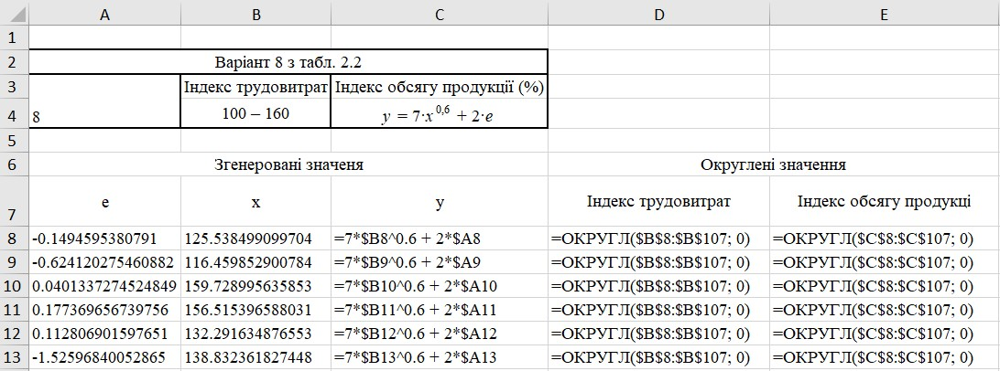 A B C D E
1
2 Варіант 8 з табл. 2.2
3 Індекс трудовитрат Індекс обсягу продукції (%)
4 8 100 – 160 y = 7·x^0,6 + 2·e
5
6 Згенеровані значеня Округлені значення
7 e x y Індекс трудовитрат Індекс обсягу продукці
8 -0.1494595380791 125.538499099704 =7*$B8^0.6 + 2*$A8 =ОКРУГЛ($B$8:$B$107; 0) =ОКРУГЛ($C$8:$C$107; 0)
9 -0.624120275460882 116.459852900784 =7*$B9^0.6 + 2*$A9 =ОКРУГЛ($B$8:$B$107; 0) =ОКРУГЛ($C$8:$C$107; 0)
10 0.0401337274524849 159.728995635853 =7*$B10^0.6 + 2*$A10 =ОКРУГЛ($B$8:$B$107; 0) =ОКРУГЛ($C$8:$C$107; 0)
11 0.177369656739756 156.515396588031 =7*$B11^0.6 + 2*$A11 =ОКРУГЛ($B$8:$B$107; 0) =ОКРУГЛ($C$8:$C$107; 0)
12 0.112806901597651 132.291634876553 =7*$B12^0.6 + 2*$A12 =ОКРУГЛ($B$8:$B$107; 0) =ОКРУГЛ($C$8:$C$107; 0)
13 -1.52596840052865 138.832361827448 =7*$B13^0.6 + 2*$A13 =ОКРУГЛ($B$8:$B$107; 0) =ОКРУГЛ($C$8:$C$107; 0)